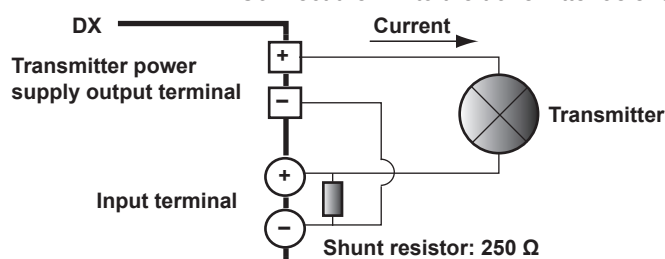 DX
Current
Transmitter power
supply output terminal
+
−
Transmitter
Input terminal
+
−
Shunt resistor: 250 Ω